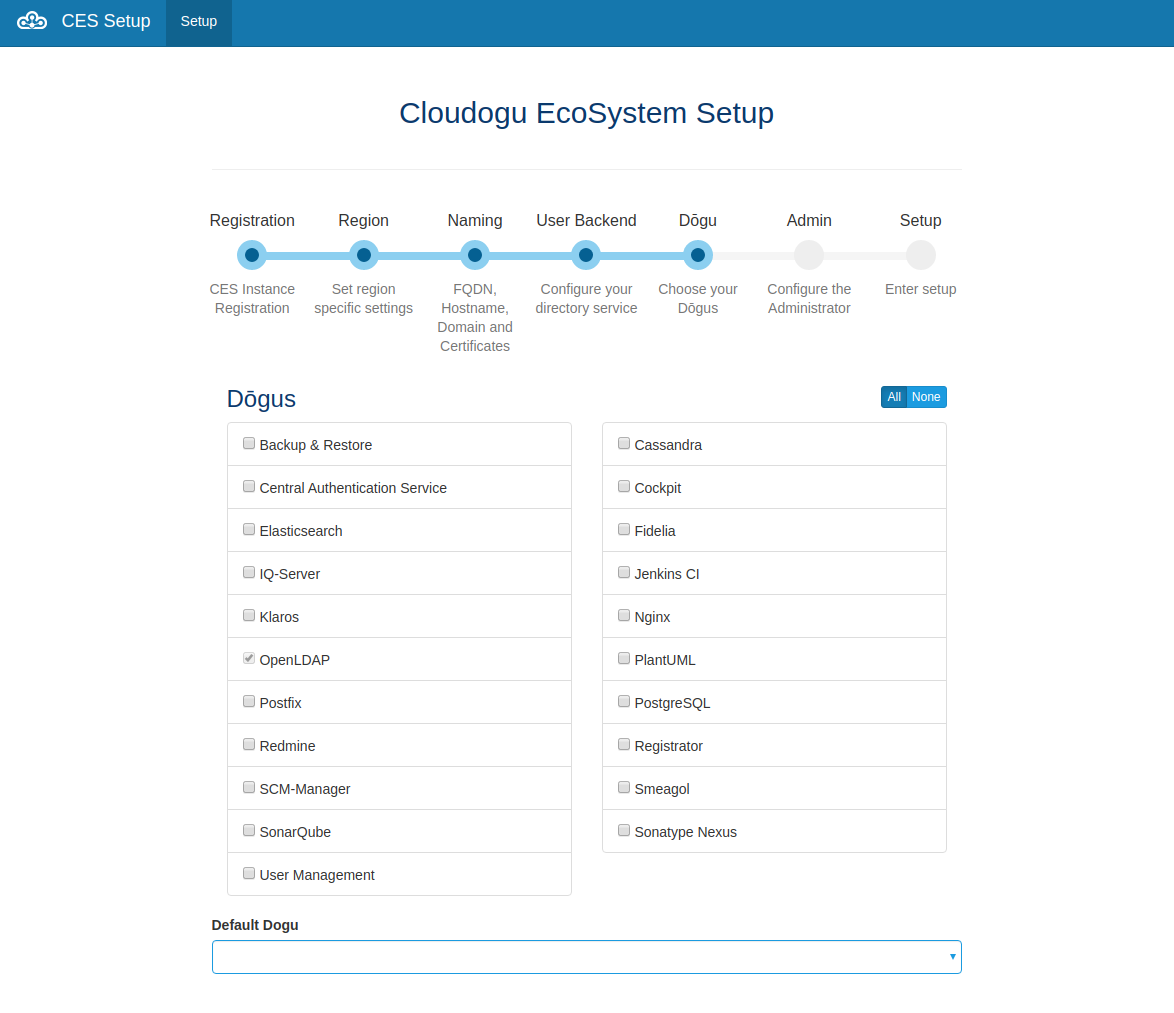 CES Setup
Setup
Cloudogu EcoSystem Setup
Registration
Region
Naming
User Backend
Dōgu
Admin
Setup
CES Instance
Registration
Set region
specific settings
FQDN,
Hostname,
Domain and
Certificates
Configure your
directory service
Choose your
Dōgus
Configure the
Administrator
Enter setup
Dōgus
All
None
Backup & Restore
Central Authentication Service
Elasticsearch
IQ-Server
Klaros
OpenLDAP
Postfix
Redmine
SCM-Manager
SonarQube
User Management
Cassandra
Cockpit
Fidelia
Jenkins CI
Nginx
PlantUML
PostgreSQL
Registrator
Smeagol
Sonatype Nexus
Default Dogu